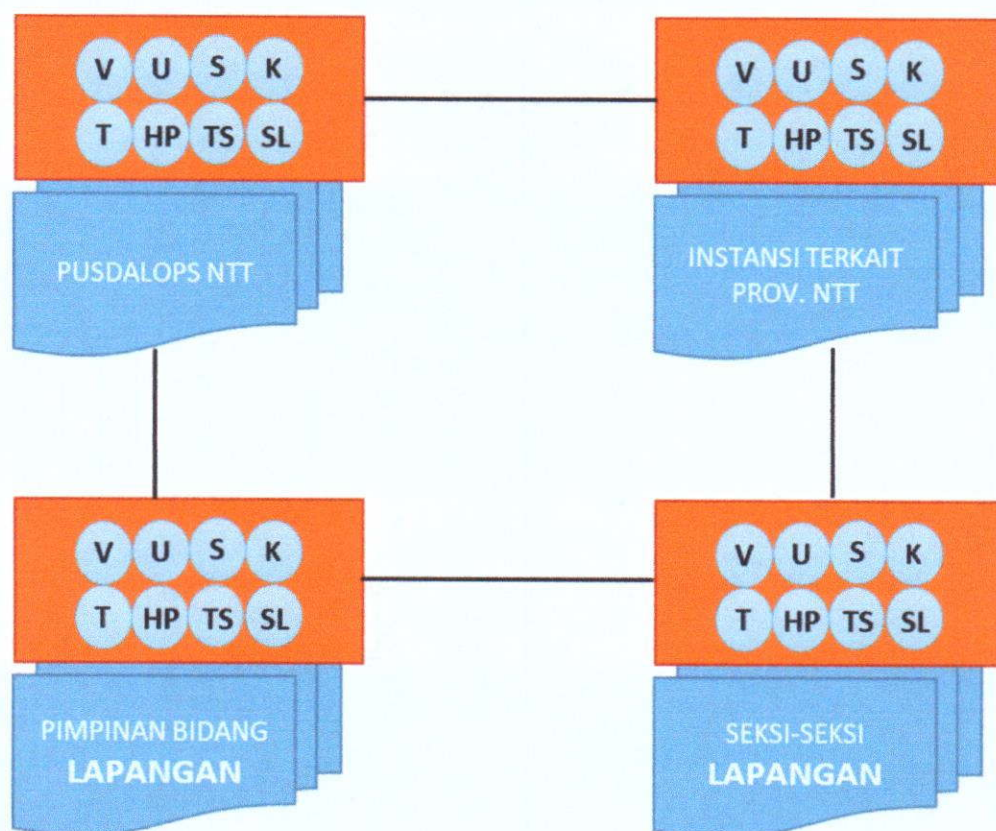 V U S K
T HP TS SL
PUSDALOPS NTT
V U S K
T HP TS SL
INSTANSI TERKAIT
PROV. NTT
V U S K
T HP TS SL
PIMPINAN BIDANG
LAPANGAN
V U S K
T HP TS SL
SEKSI-SEKSI
LAPANGAN